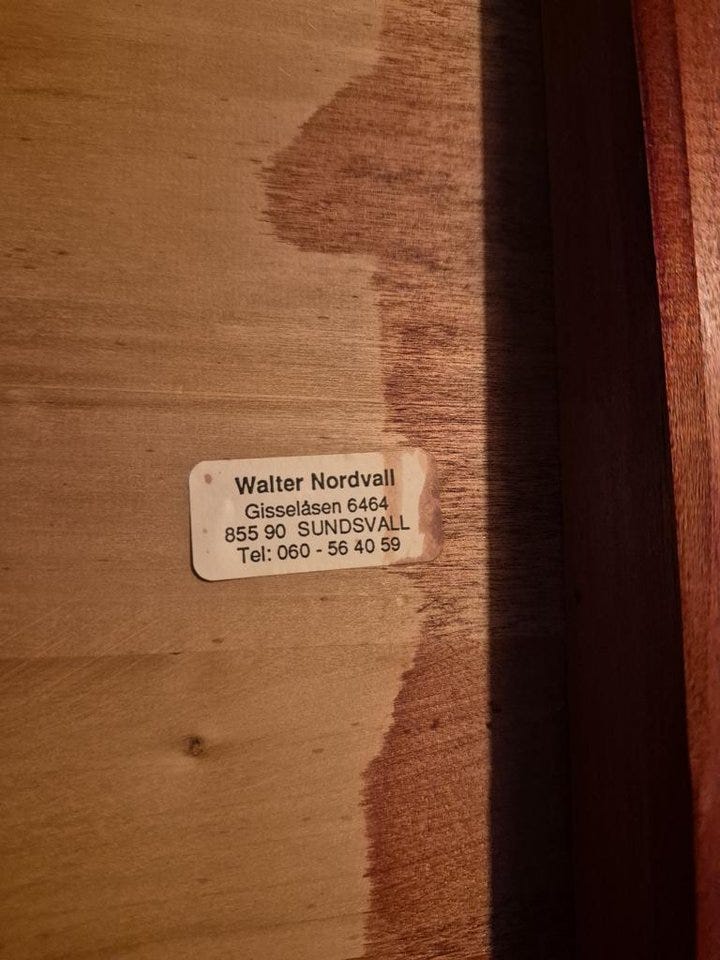 Walter Nordvall
Gisselåsen 6464
855 90 SUNDSVALL
Tel: 060 - 56 40 59